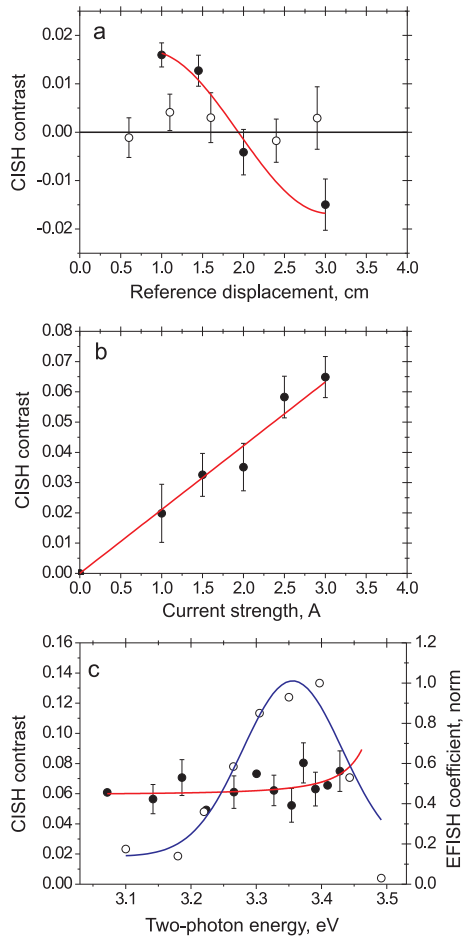 a
0.02
0.01
0.00
-0.01
-0.02
CISH contrast
0.0 0.5 1.0 1.5 2.0 2.5 3.0 3.5 4.0
Reference displacement, cm
b
0.08
0.07
0.06
0.05
0.04
0.03
0.02
0.01
0.00
CISH contrast
0.0 0.5 1.0 1.5 2.0 2.5 3.0 3.5 4.0
Current strength, A
c
0.16
0.14
0.12
0.10
0.08
0.06
0.04
0.02
0.00
CISH contrast
1.2
1.0
0.8
0.6
0.4
0.2
0.0
EFISH coefficient, norm
3.1 3.2 3.3 3.4 3.5
Two-photon energy, eV